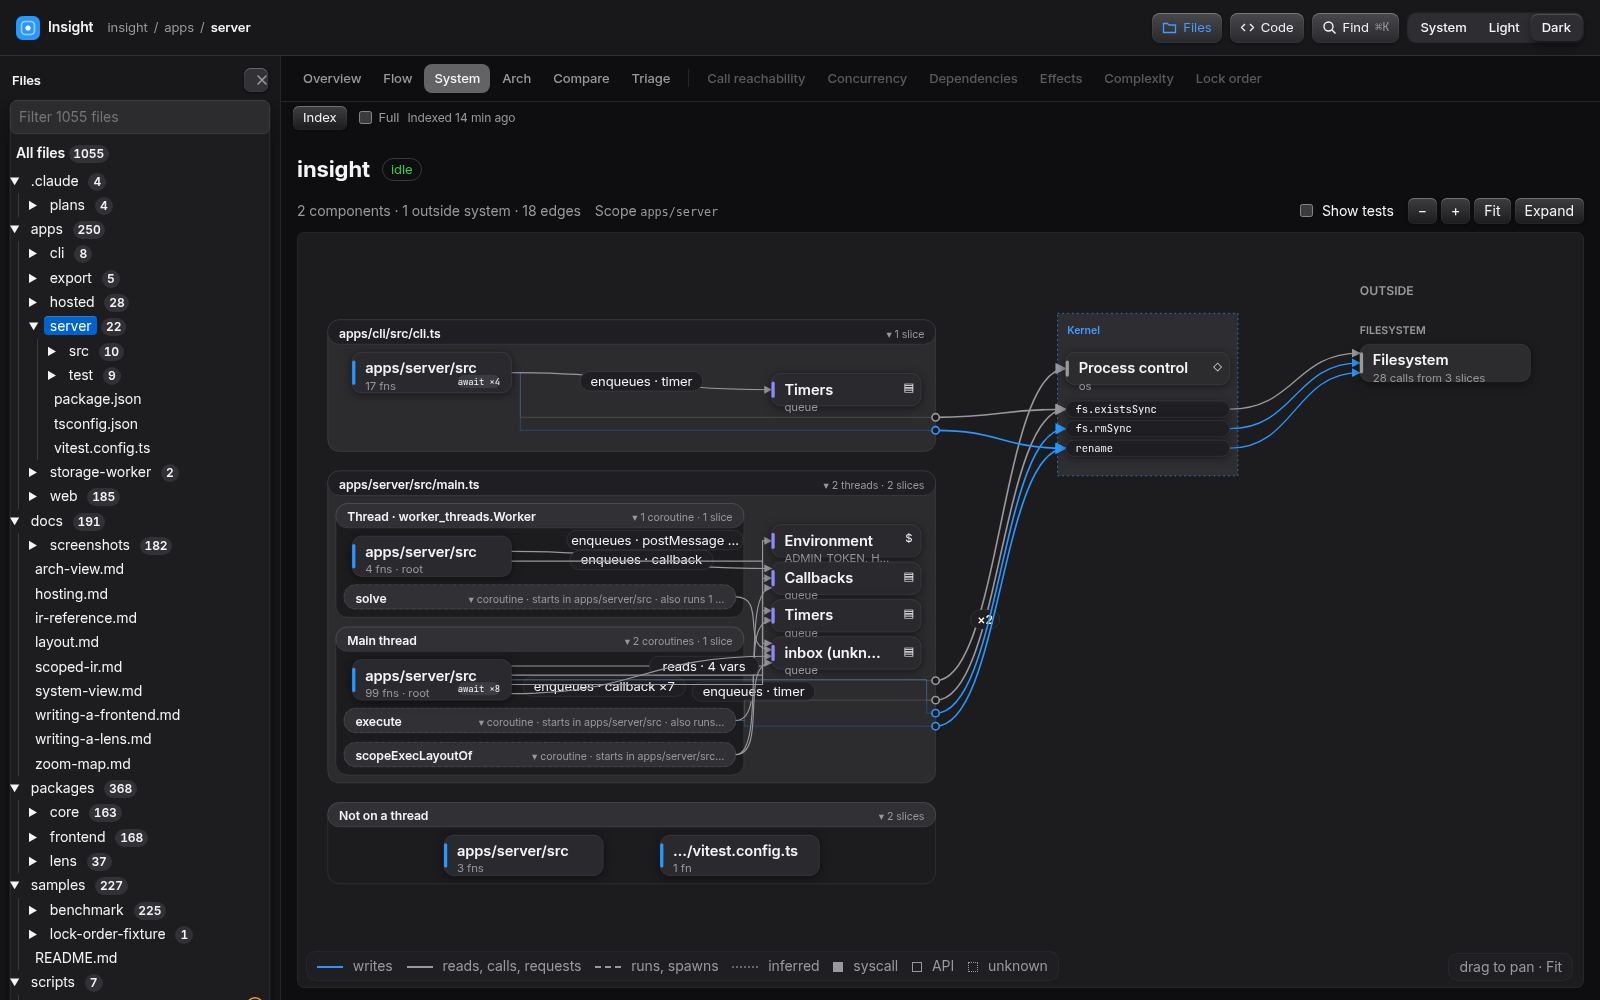 Insight insight / apps / server Files Code Find ⌘K System Light Dark
Files
Filter 1055 files
All files 1055
.claude 4
plans 4
apps 250
cli 8
export 5
hosted 28
server 22
src 10
test 9
package.json
tsconfig.json
vitest.config.ts
storage-worker 2
web 185
docs 191
screenshots 182
arch-view.md
hosting.md
ir-reference.md
layout.md
scoped-ir.md
system-view.md
writing-a-frontend.md
writing-a-lens.md
zoom-map.md
packages 368
core 163
frontend 168
lens 37
samples 227
benchmark 225
lock-order-fixture 1
README.md
scripts 7
Overview Flow System Arch Compare Triage Call reachability Concurrency Dependencies Effects Complexity Lock order
Index Full Indexed 14 min ago
insight idle
2 components · 1 outside system · 18 edges Scope apps/server Show tests − + Fit Expand
OUTSIDE
FILESYSTEM
Filesystem
28 calls from 3 slices
Kernel
Process control
os
fs.existsSync
fs.rmSync
rename
apps/cli/src/cli.ts ▾ 1 slice
apps/server/src
17 fns await ×4
enqueues · timer
Timers
queue
apps/server/src/main.ts ▾ 2 threads · 2 slices
Thread · worker_threads.Worker ▾ 1 coroutine · 1 slice
apps/server/src
4 fns · root
enqueues · postMessage ...
enqueues · callback
solve ▾ coroutine · starts in apps/server/src · also runs 1 ...
Main thread ▾ 2 coroutines · 1 slice
apps/server/src
99 fns · root await ×8
reads · 4 vars
enqueues · callback ×7
enqueues · timer
execute ▾ coroutine · starts in apps/server/src · also runs...
scopeExecLayoutOf ▾ coroutine · starts in apps/server/src...
Environment $
ADMIN_TOKEN, H...
Callbacks
queue
Timers
queue
inbox (unkn...
queue
×2
Not on a thread ▾ 2 slices
apps/server/src
3 fns
.../vitest.config.ts
1 fn
writes reads, calls, requests runs, spawns inferred syscall API unknown
drag to pan · Fit